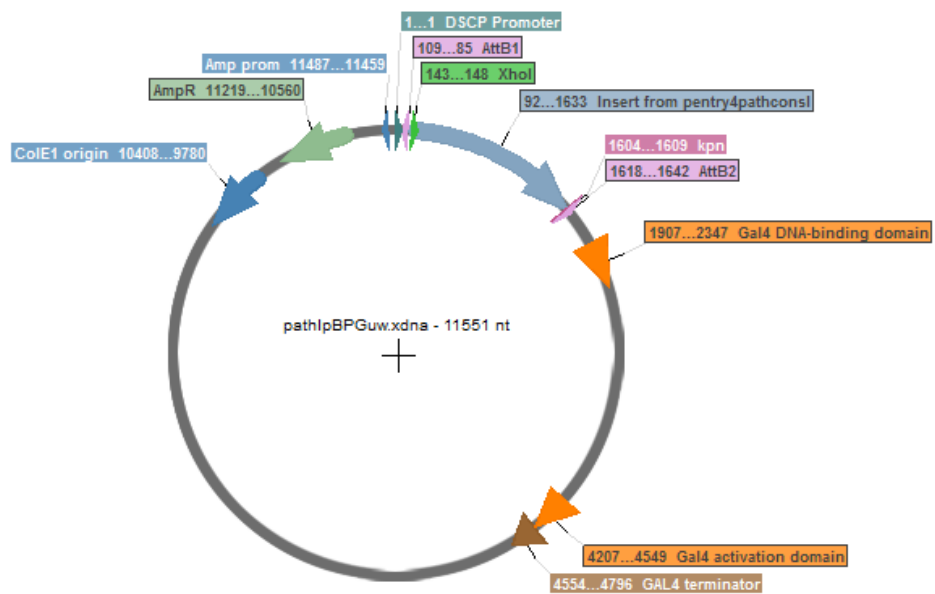 1...1 DSCP Promoter
109...85 AttB1
Amp prom 11487...11459
143...148 XhoI
AmpR 11219...10560
92...1633 Insert from pentry4pathconsI
1604...1609 kpn
ColE1 origin 10408...9780
1618...1642 AttB2
1907...2347 Gal4 DNA-binding domain
pathIpBPGuw.xdna - 11551 nt
4207...4549 Gal4 activation domain
4554...4796 GAL4 terminator